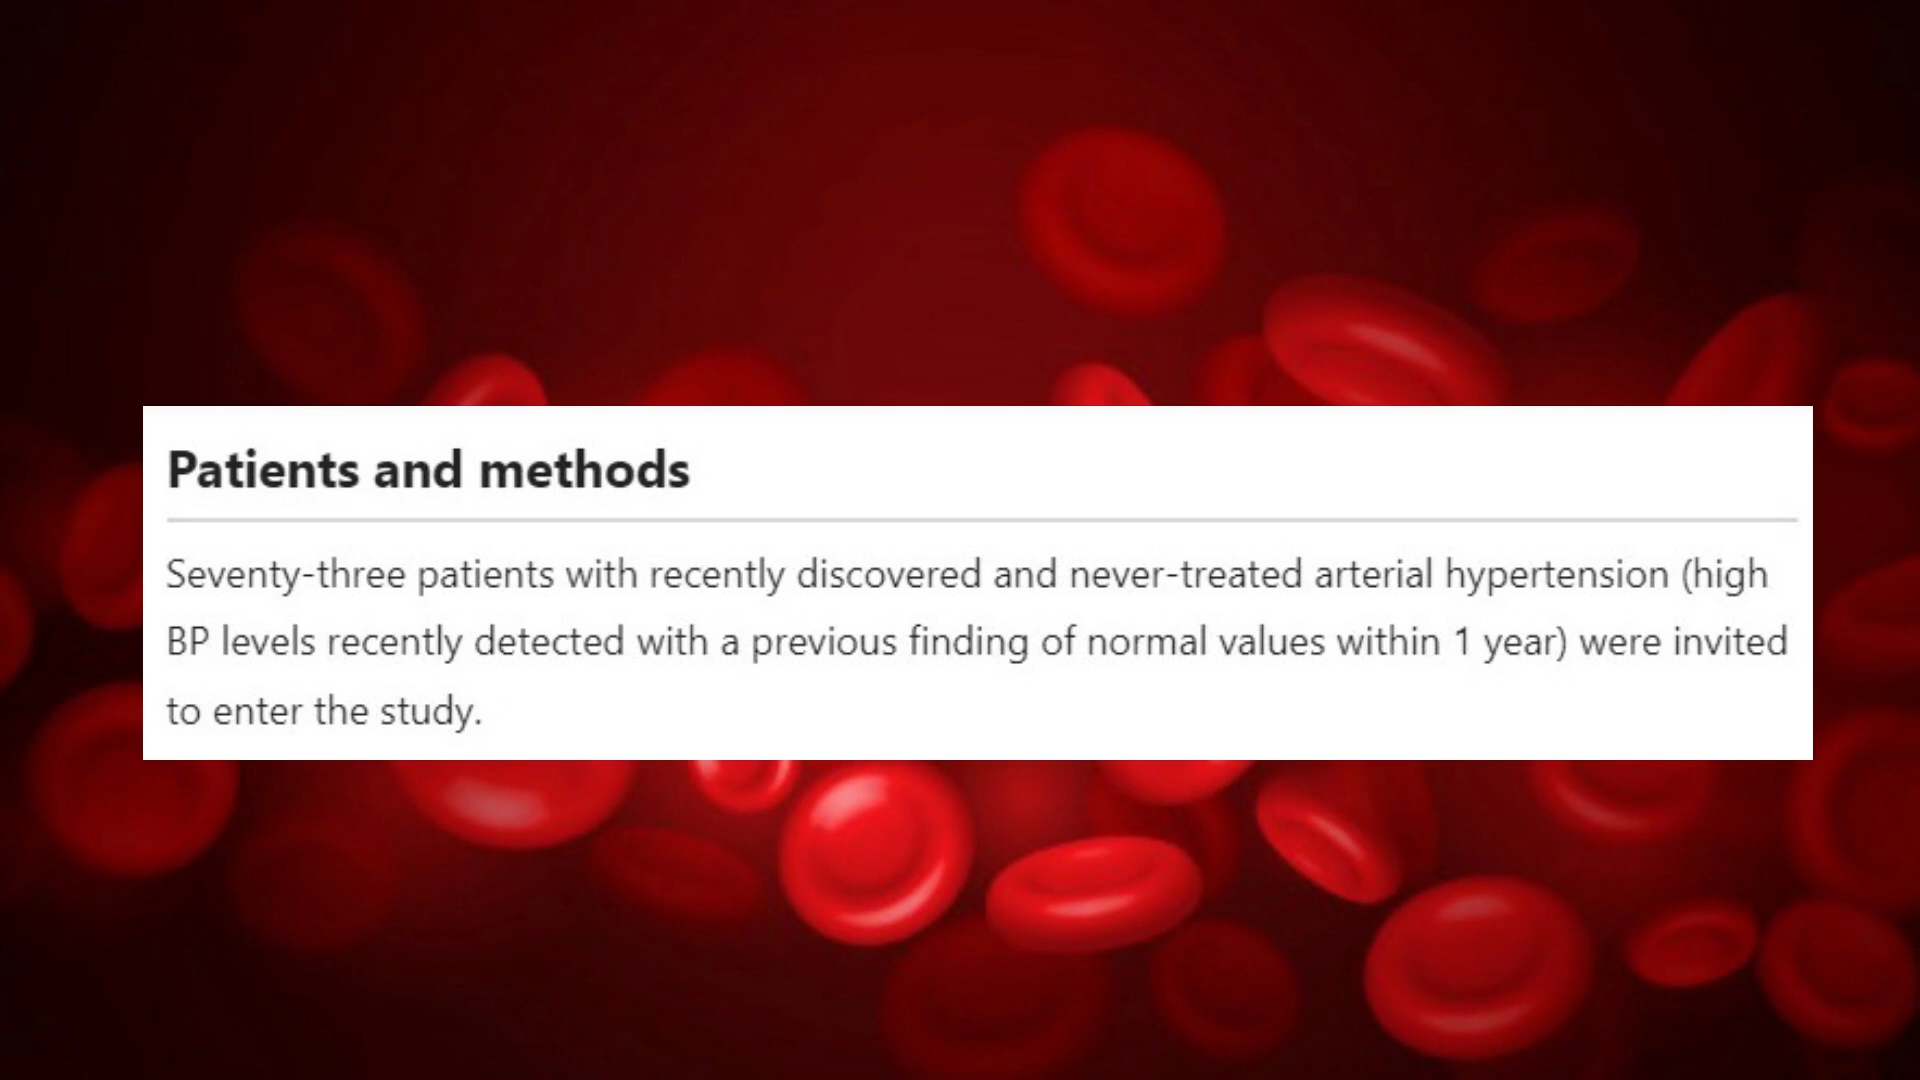 Patients and methods
Seventy-three patients with recently discovered and never-treated arterial hypertension (high
BP levels recently detected with a previous finding of normal values within 1 year) were invited
to enter the study.